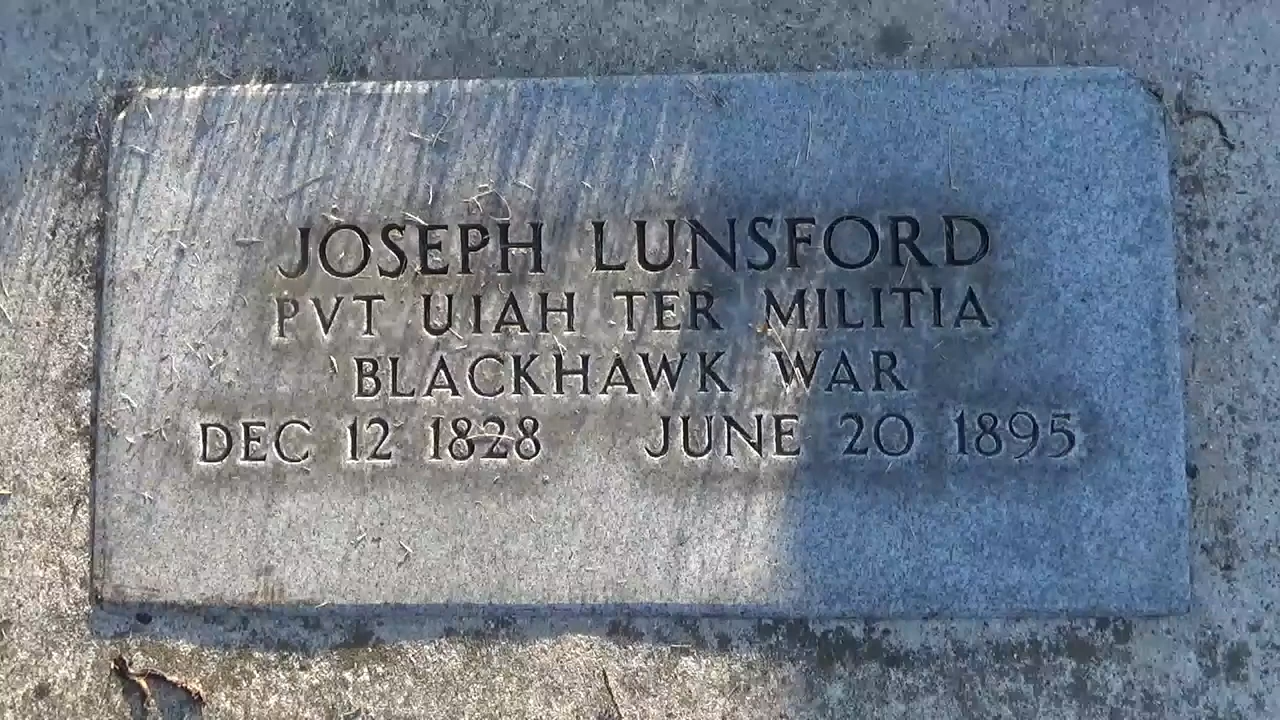 JOSEPH LUNSFORD
PVT UIAH TER MILITIA
BLACKHAWK WAR
DEC 12 1828 JUNE 20 1895